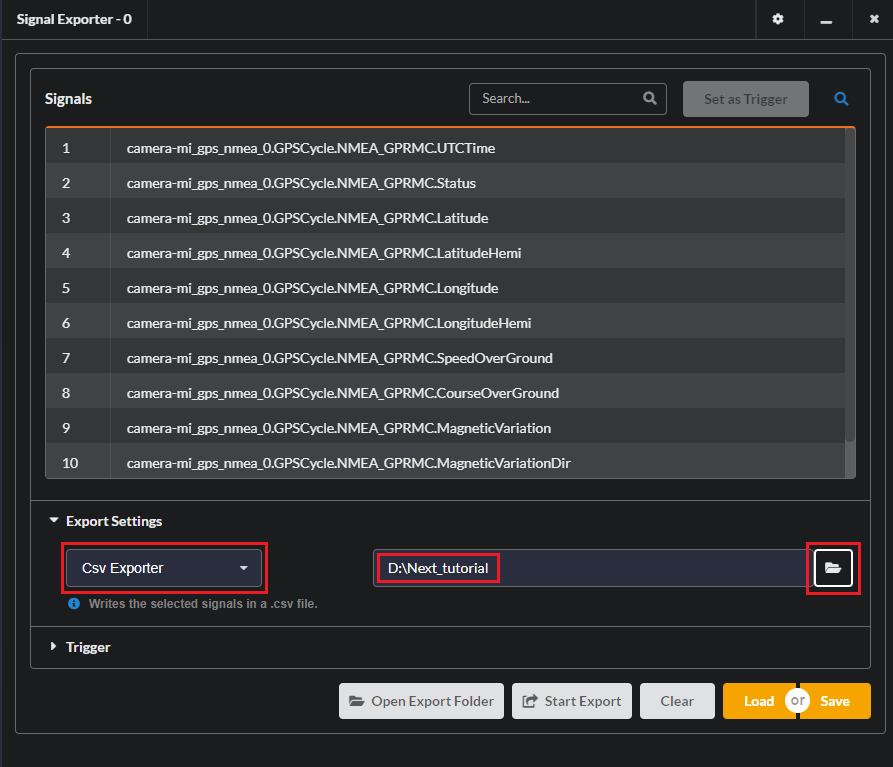 Signal Exporter - 0
Signals
Search...
Set as Trigger
1 camera-mi_gps_nmea_0.GPSCycle.NMEA_GPRMC.UTCTime
2 camera-mi_gps_nmea_0.GPSCycle.NMEA_GPRMC.Status
3 camera-mi_gps_nmea_0.GPSCycle.NMEA_GPRMC.Latitude
4 camera-mi_gps_nmea_0.GPSCycle.NMEA_GPRMC.LatitudeHemi
5 camera-mi_gps_nmea_0.GPSCycle.NMEA_GPRMC.Longitude
6 camera-mi_gps_nmea_0.GPSCycle.NMEA_GPRMC.LongitudeHemi
7 camera-mi_gps_nmea_0.GPSCycle.NMEA_GPRMC.SpeedOverGround
8 camera-mi_gps_nmea_0.GPSCycle.NMEA_GPRMC.CourseOverGround
9 camera-mi_gps_nmea_0.GPSCycle.NMEA_GPRMC.MagneticVariation
10 camera-mi_gps_nmea_0.GPSCycle.NMEA_GPRMC.MagneticVariationDir
Export Settings
Csv Exporter
D:\Next_tutorial
Writes the selected signals in a .csv file.
Trigger
Open Export Folder
Start Export
Clear
Load or Save